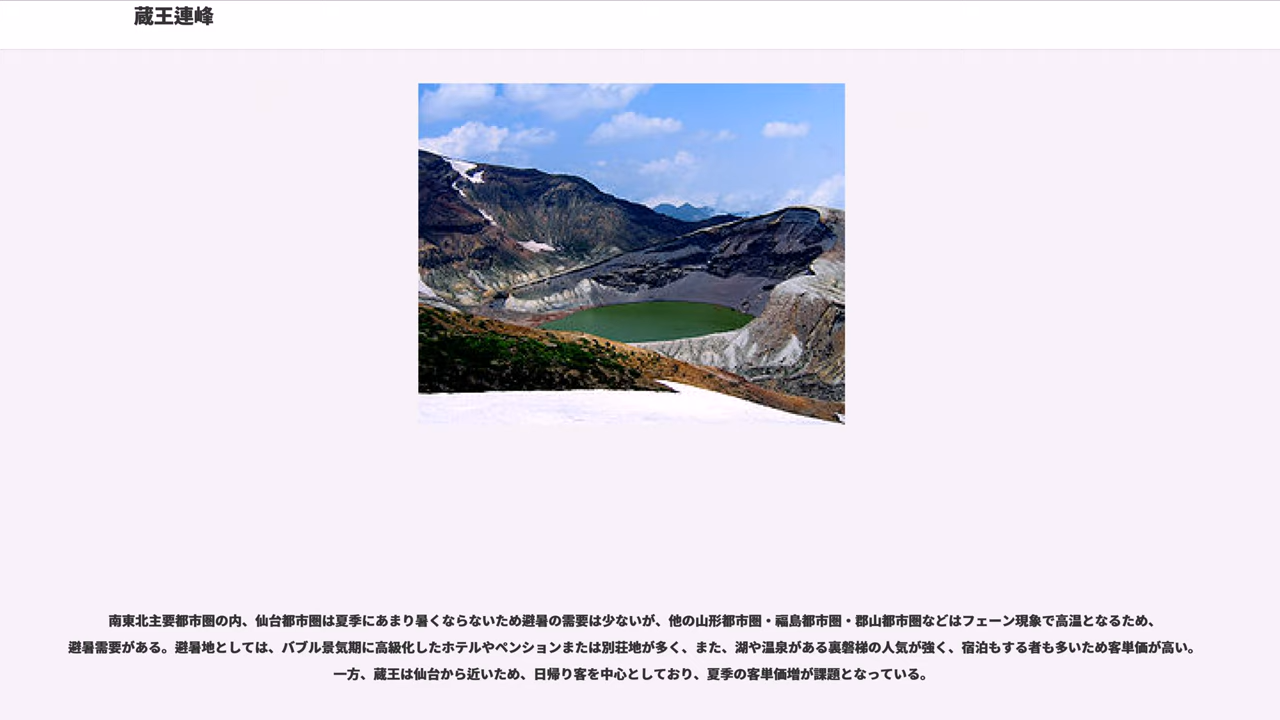 蔵王連峰
南東北主要都市圏の内、仙台都市圏は夏季にあまり暑くならないため避暑の需要は少ないが、他の山形都市圏・福島都市圏・郡山都市圏などはフェーン現象で高温となるため、
避暑需要がある。避暑地としては、バブル景気期に高級化したホテルやペンションまたは別荘地が多く、また、湖や温泉がある裏磐梯の人気が強く、宿泊もする者も多いため客単価が高い。
一方、蔵王は仙台から近いため、日帰り客を中心としており、夏季の客単価増が課題となっている。